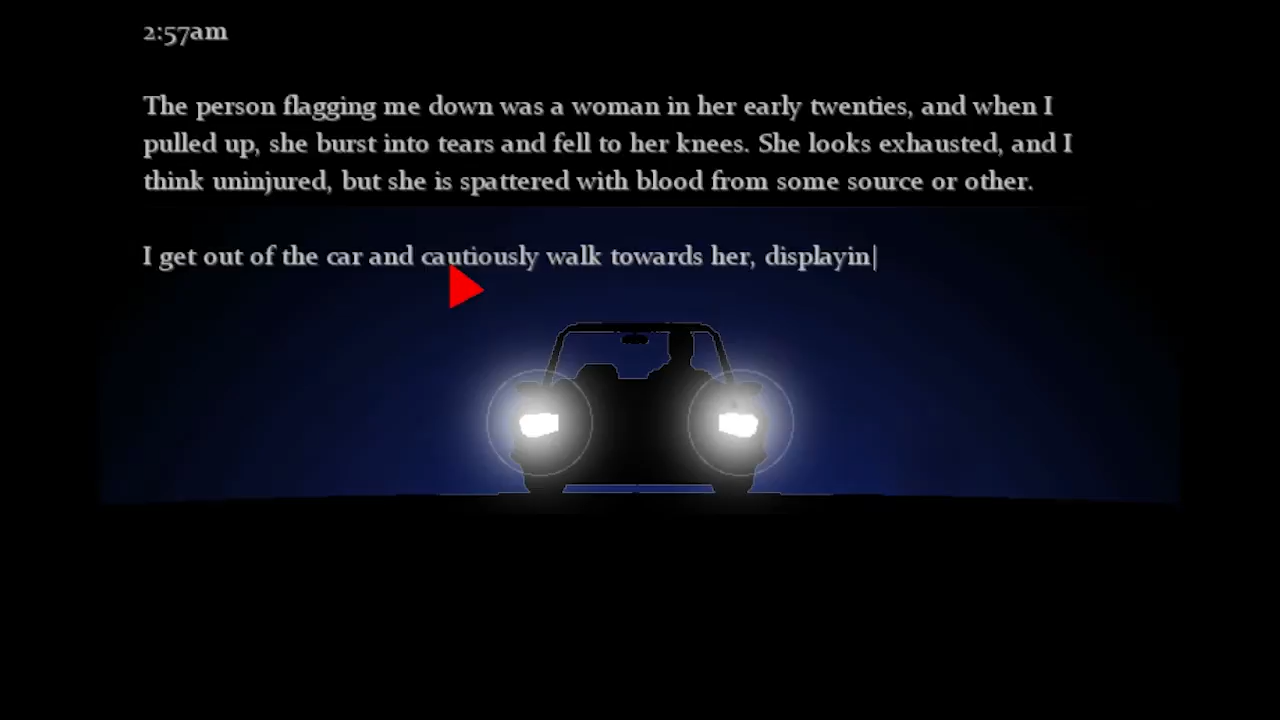 2:57am
The person flagging me down was a woman in her early twenties, and when I
pulled up, she burst into tears and fell to her knees. She looks exhausted, and I
think uninjured, but she is spattered with blood from some source or other.
I get out of the car and cautiously walk towards her, displayin